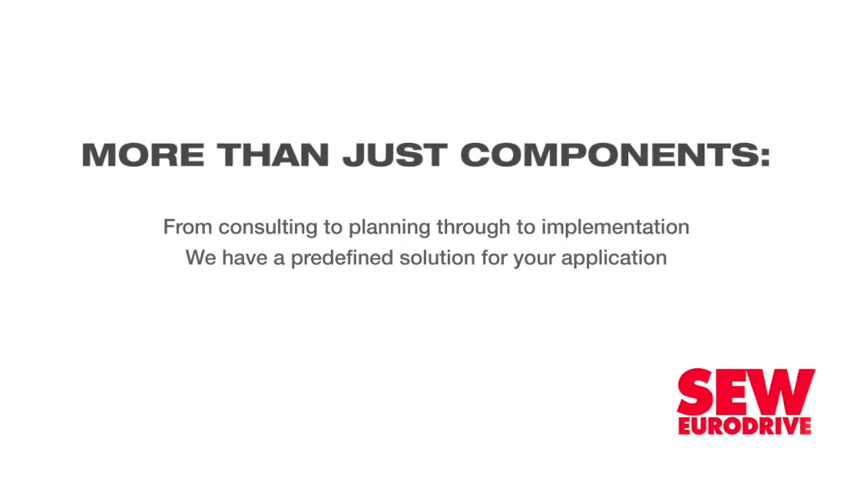 MORE THAN JUST COMPONENTS:
From consulting to planning through to implementation
We have a predefined solution for your application
SEW
EURODRIVE